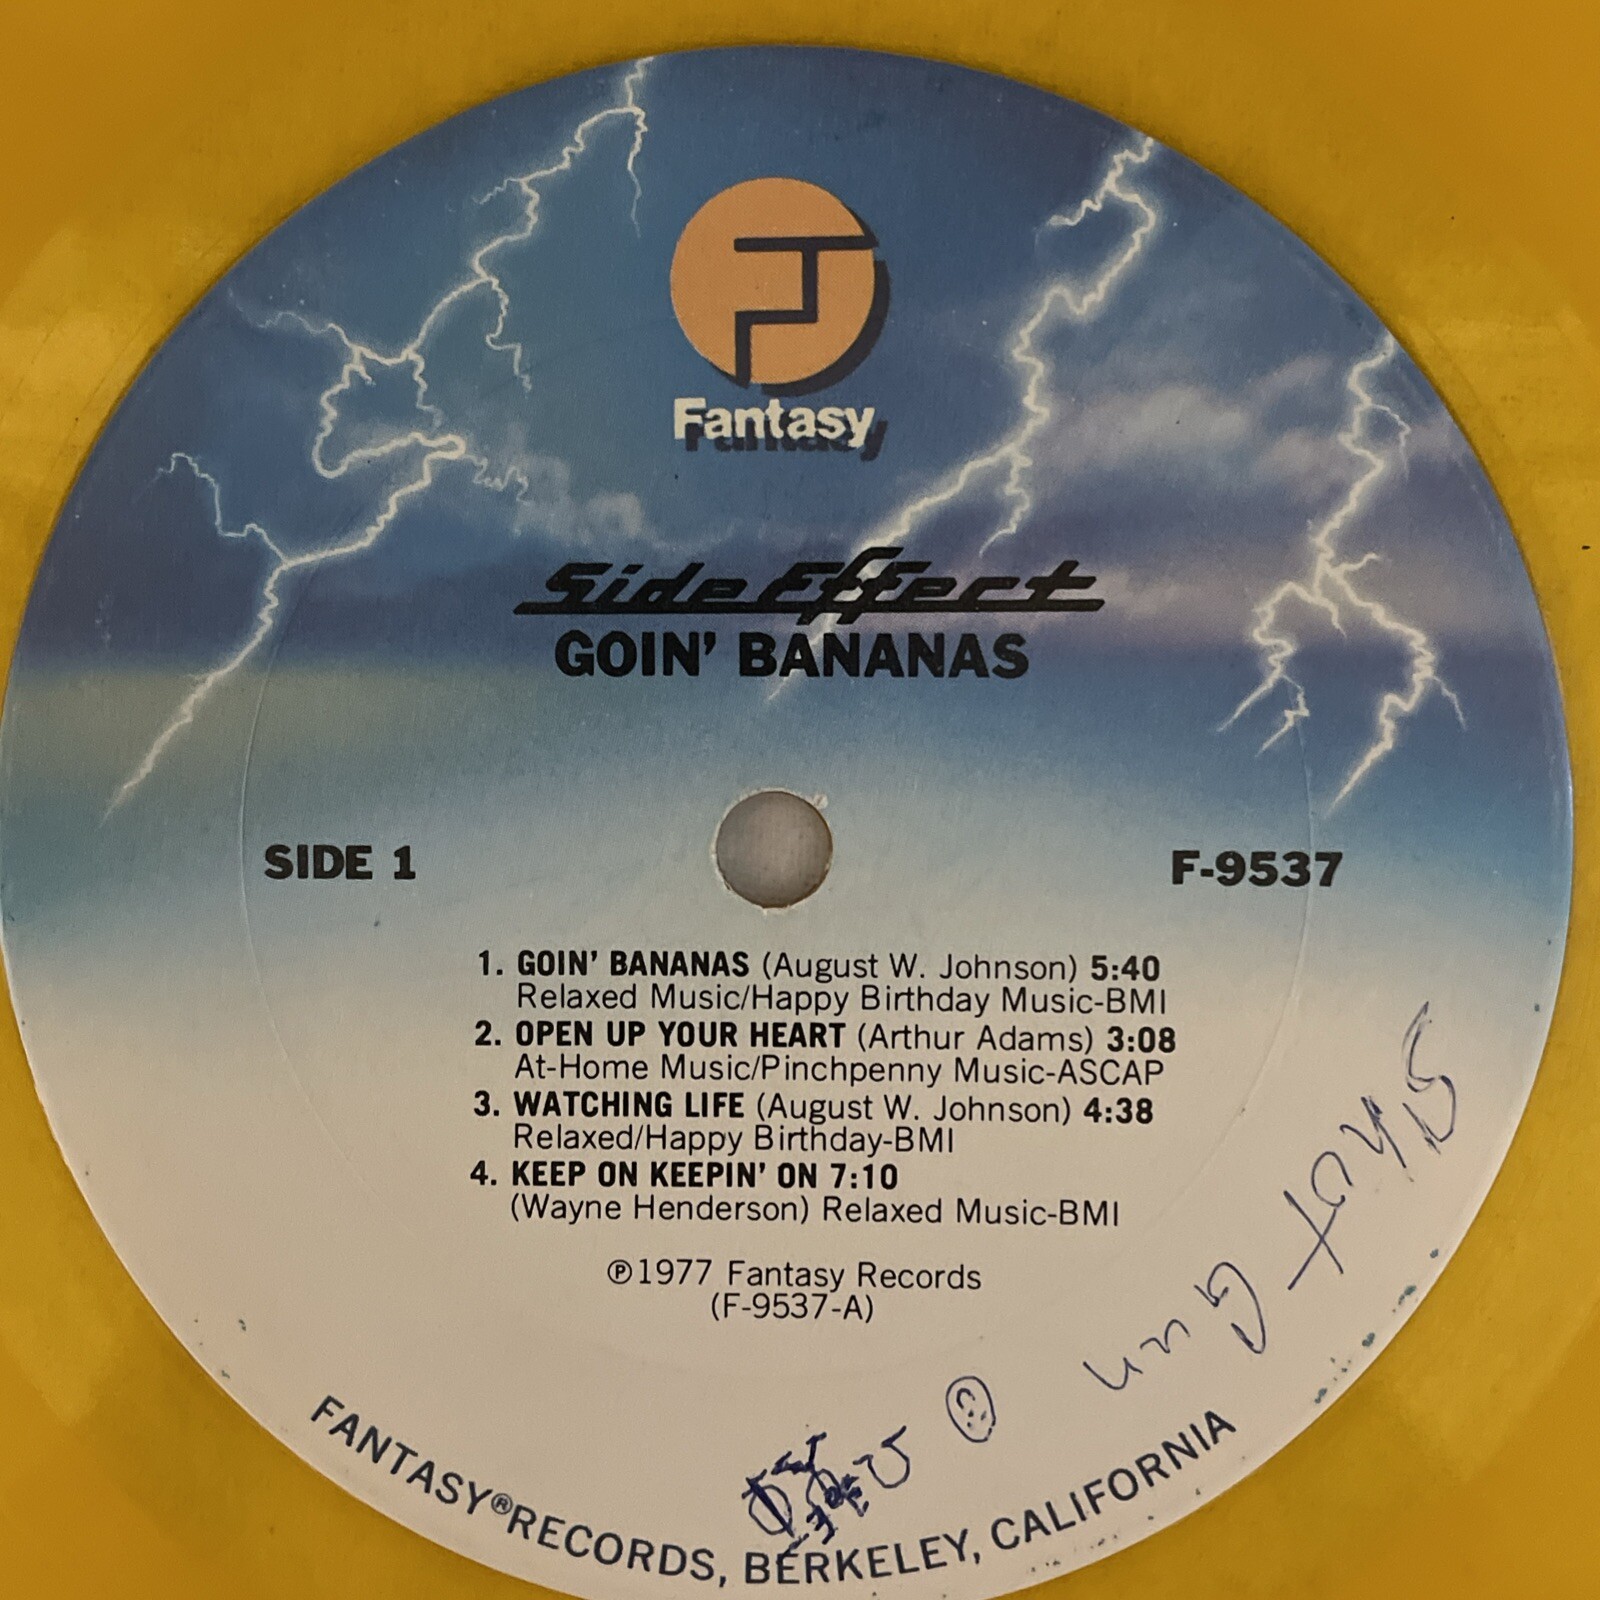 Fantasy
Side Effect
GOIN' BANANAS
SIDE 1
F-9537
1. GOIN' BANANAS (August W. Johnson) 5:40
Relaxed Music/Happy Birthday Music-BMI
2. OPEN UP YOUR HEART (Arthur Adams) 3:08
At-Home Music/Pinchpenny Music-ASCAP
3. WATCHING LIFE (August W. Johnson) 4:38
Relaxed/Happy Birthday-BMI
4. KEEP ON KEEPIN' ON 7:10
(Wayne Henderson) Relaxed Music-BMI
℗1977 Fantasy Records
(F-9537-A)
FANTASY® RECORDS, BERKELEY, CALIFORNIA